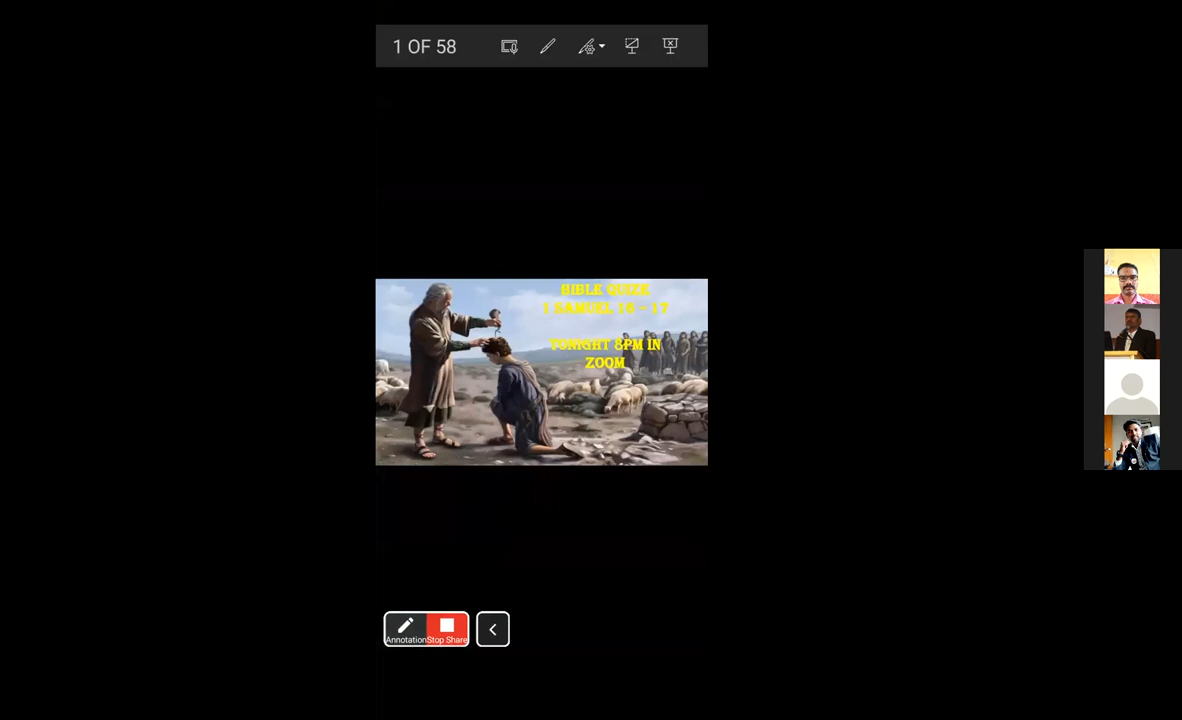 1 OF 58
BIBLE QUIZE
1 SAMUEL 16 – 17
TONIGHT 8PM IN
ZOOM
Annotation
Stop Share